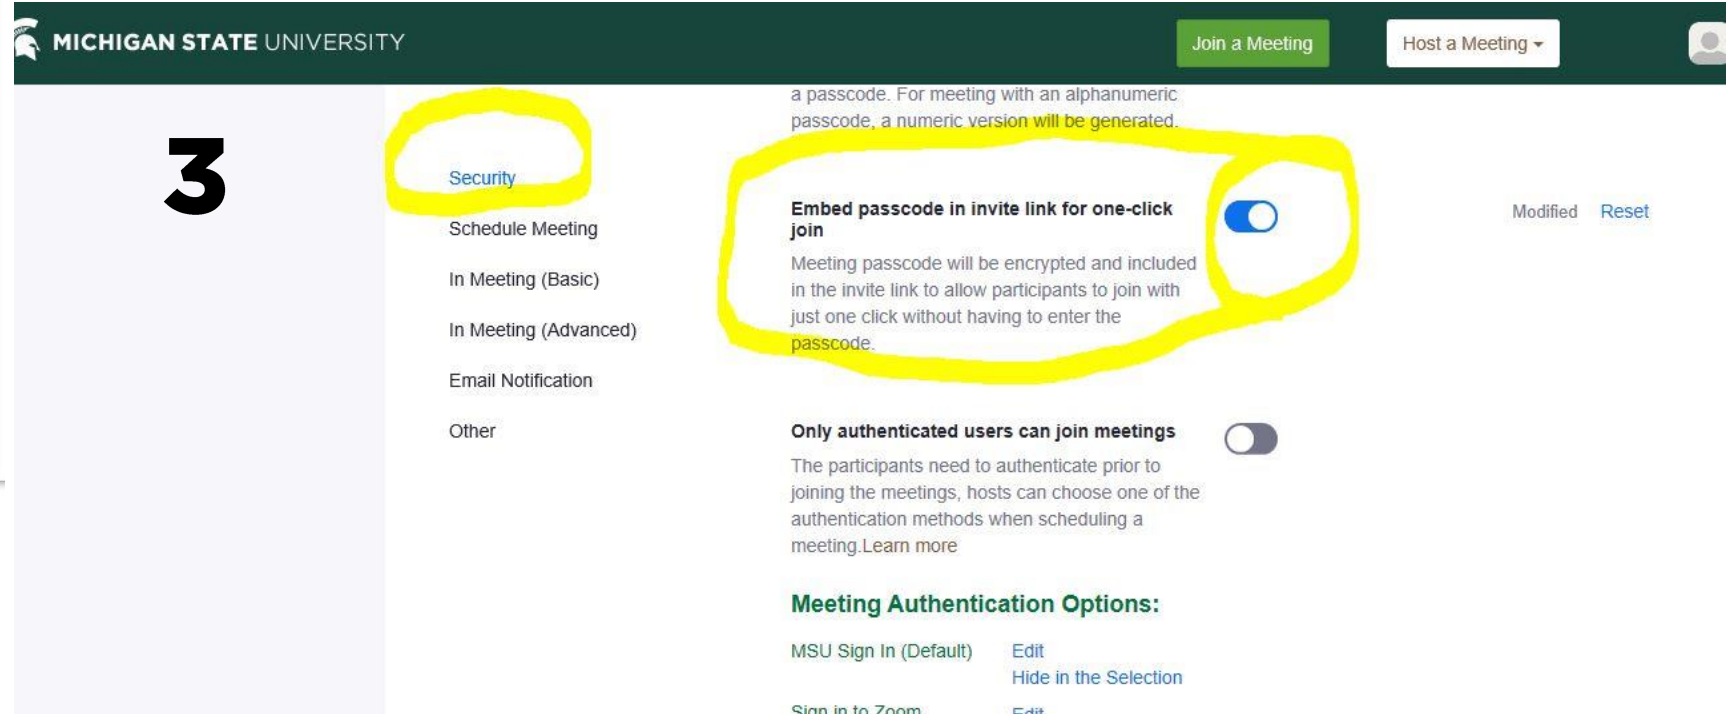 MICHIGAN STATE UNIVERSITY
Join a Meeting
Host a Meeting
3
Security
Schedule Meeting
In Meeting (Basic)
In Meeting (Advanced)
Email Notification
Other
a passcode. For meeting with an alphanumeric
passcode, a numeric version will be generated.
Embed passcode in invite link for one-click
join
Modified Reset
Meeting passcode will be encrypted and included
in the invite link to allow participants to join with
just one click without having to enter the
passcode.
Only authenticated users can join meetings
The participants need to authenticate prior to
joining the meetings, hosts can choose one of the
authentication methods when scheduling a
meeting.Learn more
Meeting Authentication Options:
MSU Sign In (Default) Edit
Hide in the Selection
Sign in to Zoom Edit